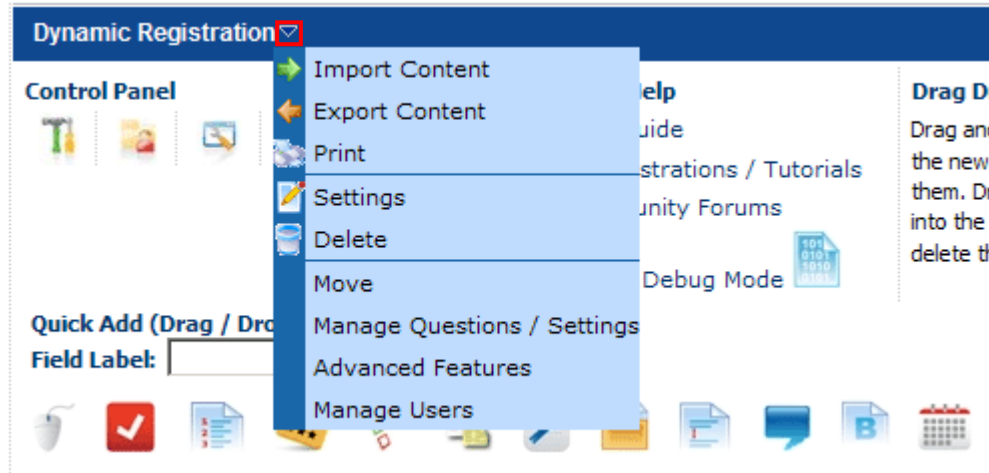 Dynamic Registration
Import Content
Export Content
Print
Settings
Delete
Move
Manage Questions / Settings
Advanced Features
Manage Users
Control Panel
elp
uide
strations / Tutorials
unity Forums
Debug Mode
Drag D
Drag and
the new
them. Dr
into the
delete th
Quick Add (Drag / Dro
Field Label: